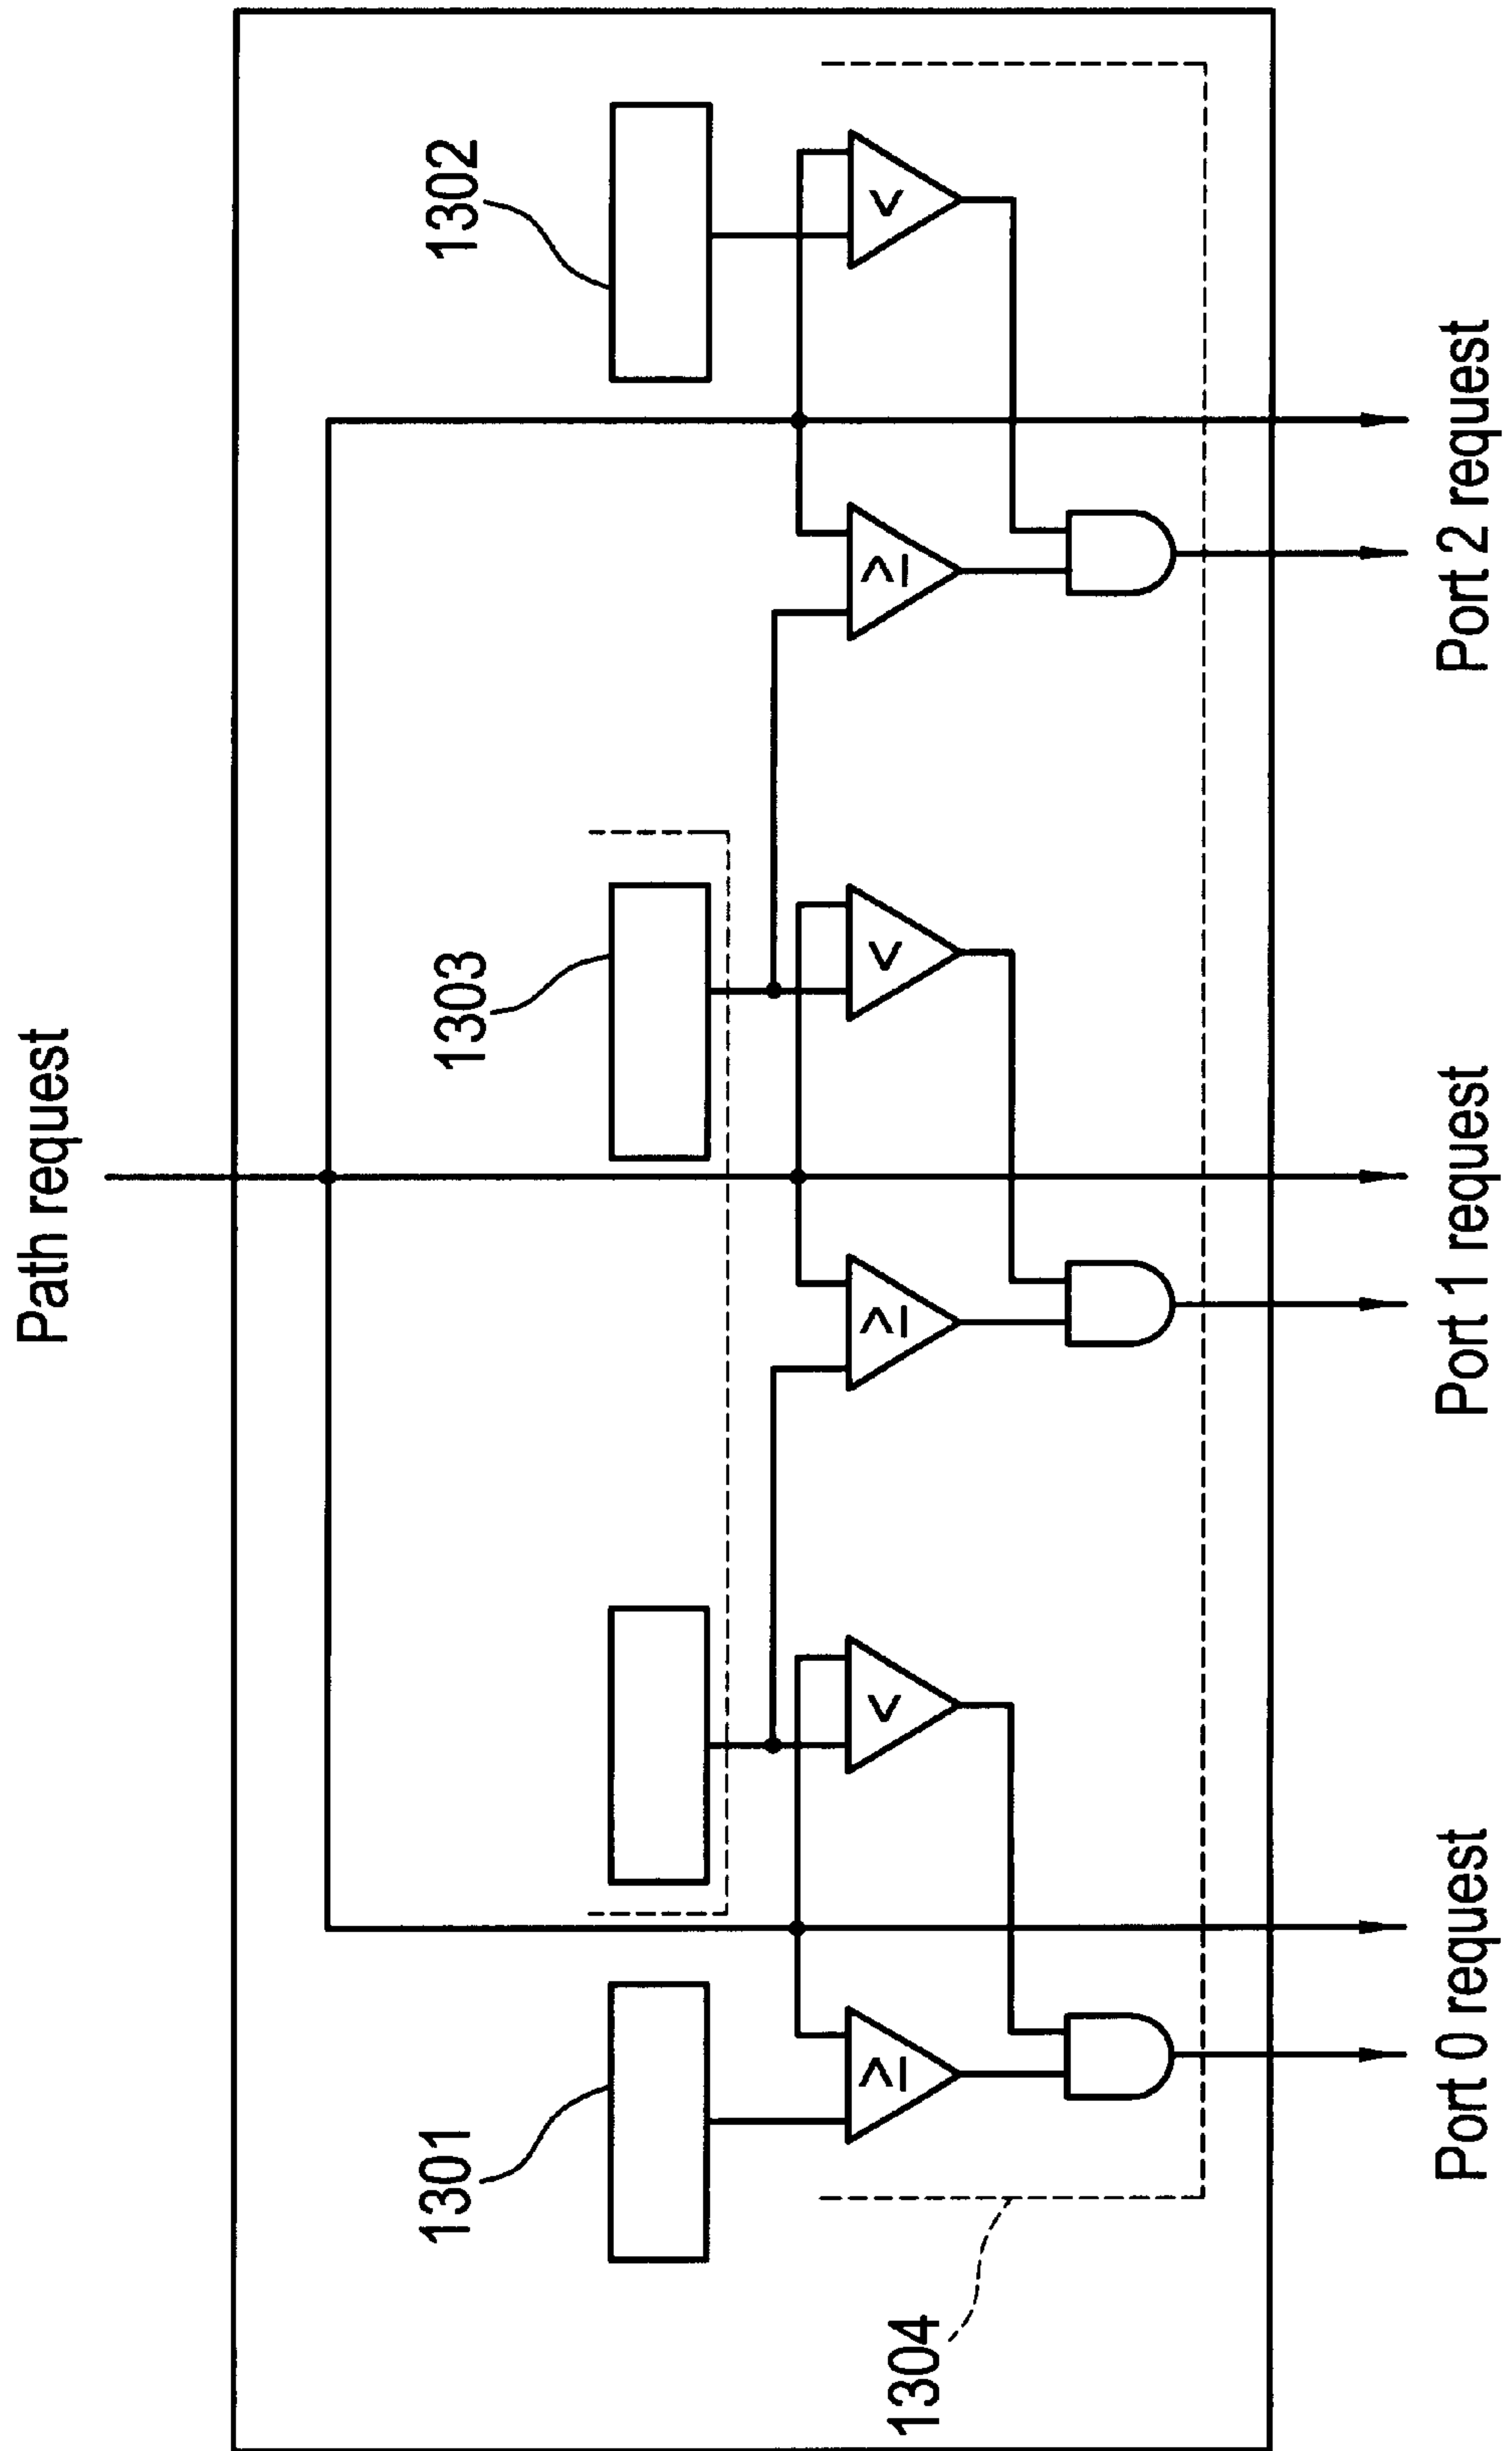 Path request
1301
1303
1302
1304
≥
<
≥
<
≥
<
Port 0 request
Port 1 request
Port 2 request